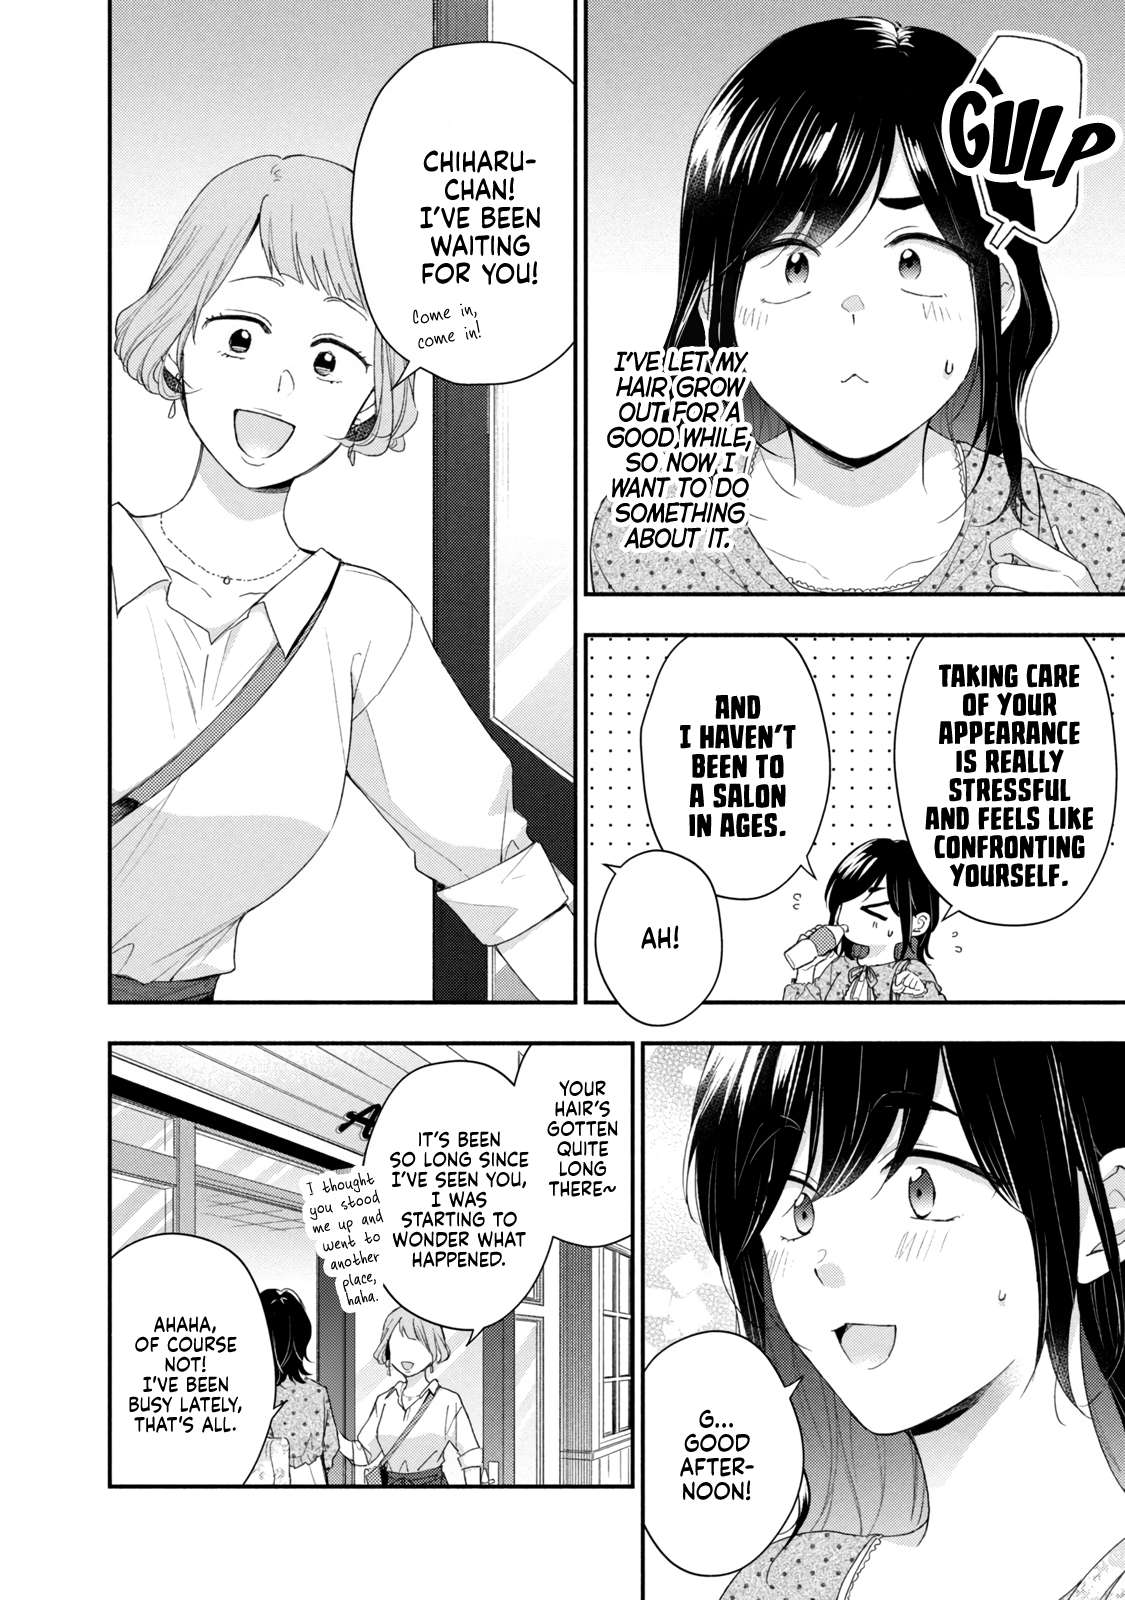 GULP
I'VE LET MY
HAIR GROW
OUT FOR A
GOOD WHILE,
SO NOW I
WANT TO DO
SOMETHING
ABOUT IT.
TAKING CARE
OF YOUR
APPEARANCE
IS REALLY
STRESSFUL
AND FEELS LIKE
CONFRONTING
YOURSELF.
AND
I HAVEN'T
BEEN TO
A SALON
IN AGES.
AH!
CHIHARU-
CHAN!
I'VE BEEN
WAITING
FOR YOU!
Come in,
come in!
G...
GOOD
AFTER-
NOON!
YOUR
HAIR'S
GOTTEN
QUITE
LONG
THERE~
IT'S BEEN
SO LONG SINCE
I'VE SEEN YOU,
I WAS
STARTING TO
WONDER WHAT
HAPPENED.
I thought
you stood
me up and
went to
another
place,
haha.
A
AHAHA,
OF COURSE
NOT!
I'VE BEEN
BUSY LATELY,
THAT'S ALL.